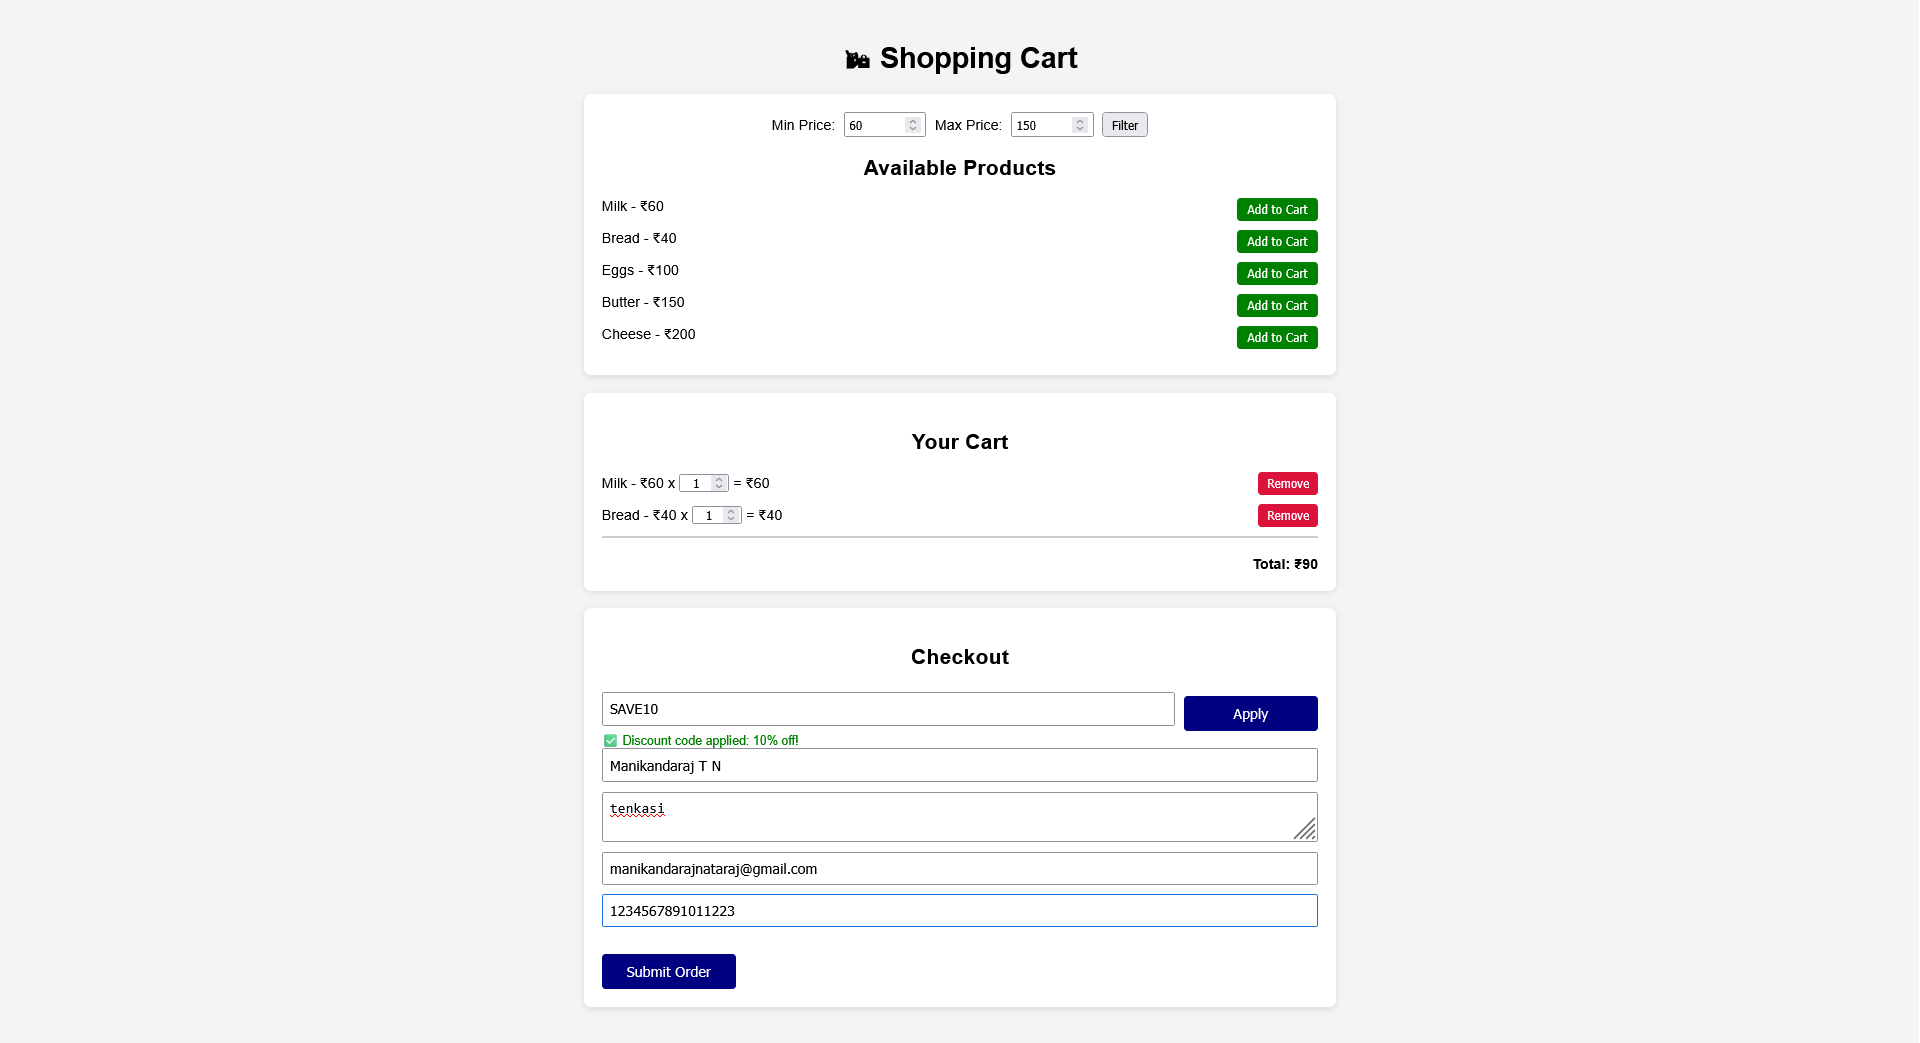 Shopping Cart
Min Price: 60 Max Price: 150 Filter
Available Products
Milk - ₹60 Add to Cart
Bread - ₹40 Add to Cart
Eggs - ₹100 Add to Cart
Butter - ₹150 Add to Cart
Cheese - ₹200 Add to Cart
Your Cart
Milk - ₹60 x 1 = ₹60 Remove
Bread - ₹40 x 1 = ₹40 Remove
Total: ₹90
Checkout
SAVE10 Apply
✅ Discount code applied: 10% off!
Manikandaraj T N
tenkasi
manikandarajnataraj@gmail.com
1234567891011223
Submit Order